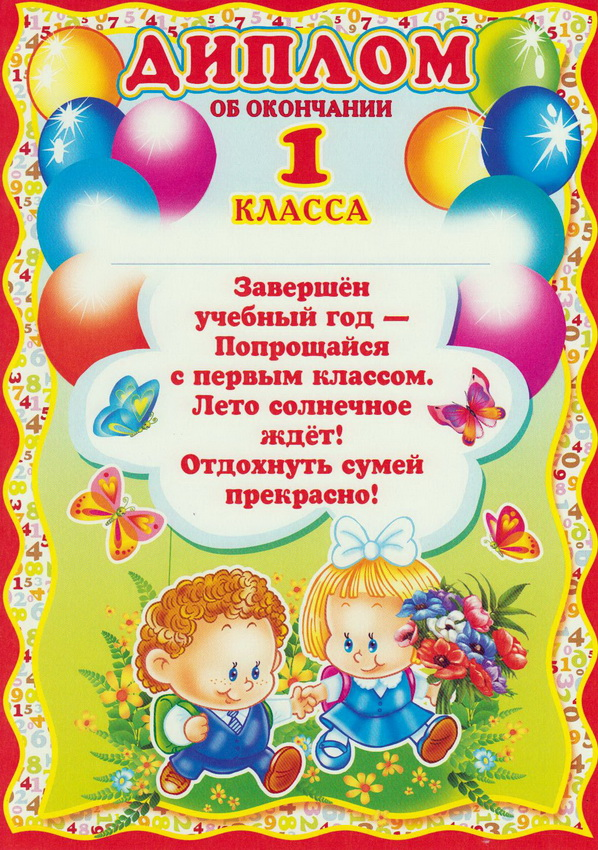 ДИПЛОМ
ОБ ОКОНЧАНИИ
1
КЛАССА
Завершён
учебный год —
Попрощайся
с первым классом.
Лето солнечное
ждёт!
Отдохнуть сумей
прекрасно!